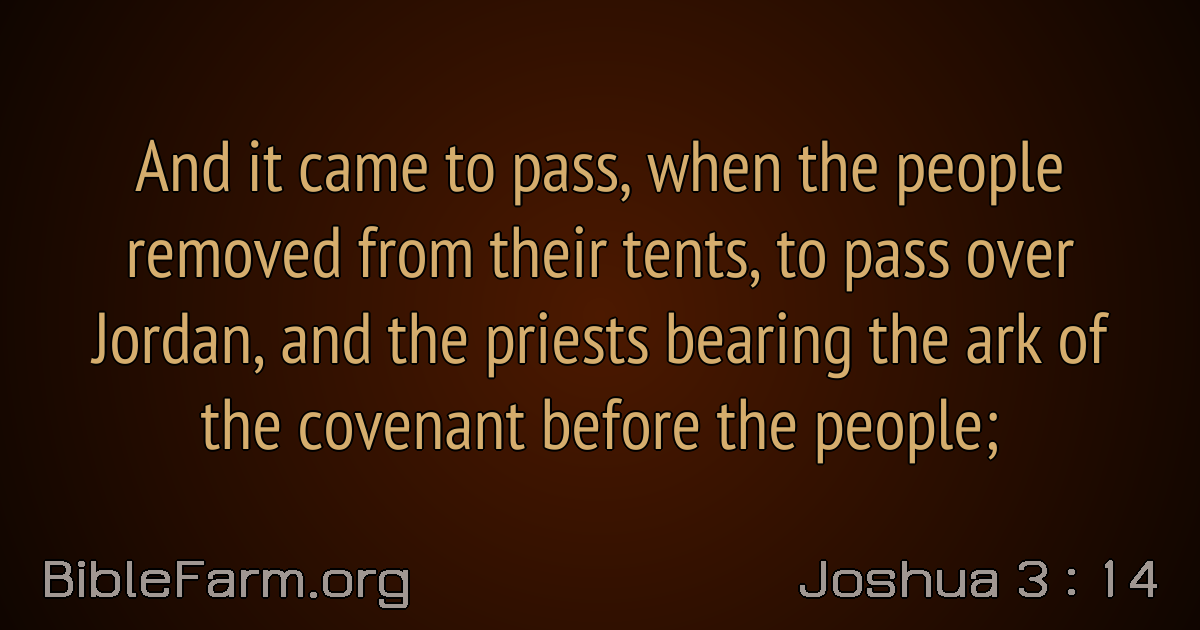 And it came to pass, when the people
removed from their tents, to pass over
Jordan, and the priests bearing the ark of
the covenant before the people;
BibleFarm.org
Joshua 3 : 14